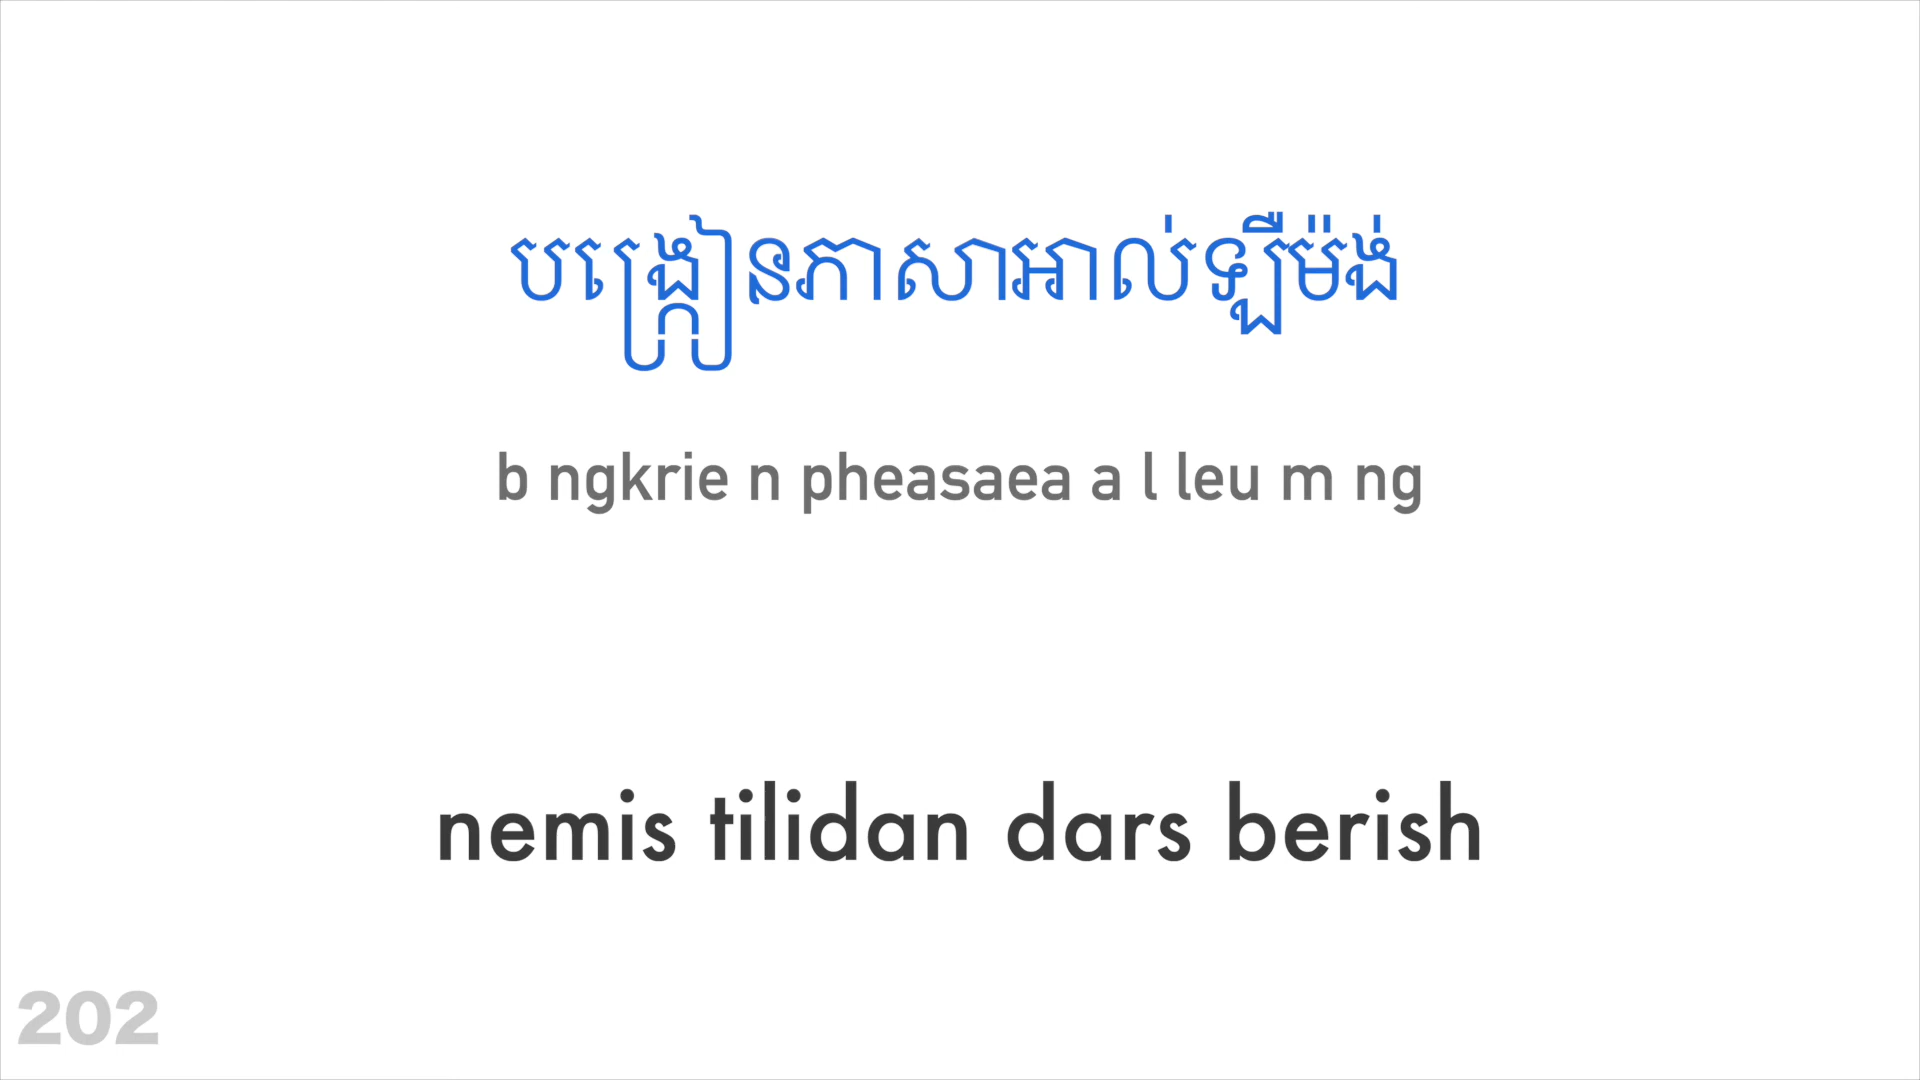 បង្រៀនភាសាអាល់ឡឺម៉ង់
b ngkrie n pheasaea a l leu m ng
nemis tilidan dars berish
202